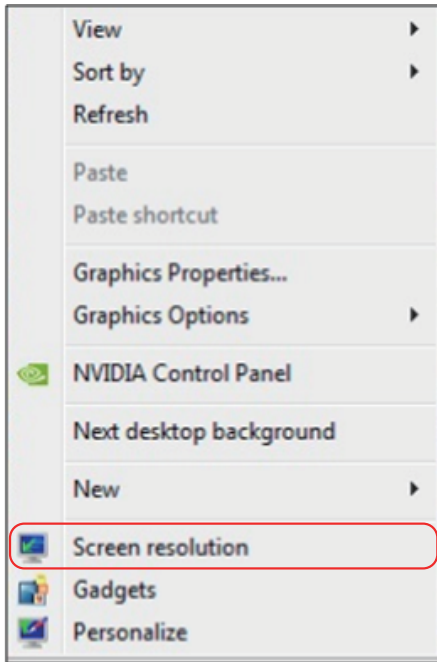 View
Sort by
Refresh
Paste
Paste shortcut
Graphics Properties...
Graphics Options
NVIDIA Control Panel
Next desktop background
New
Screen resolution
Gadgets
Personalize